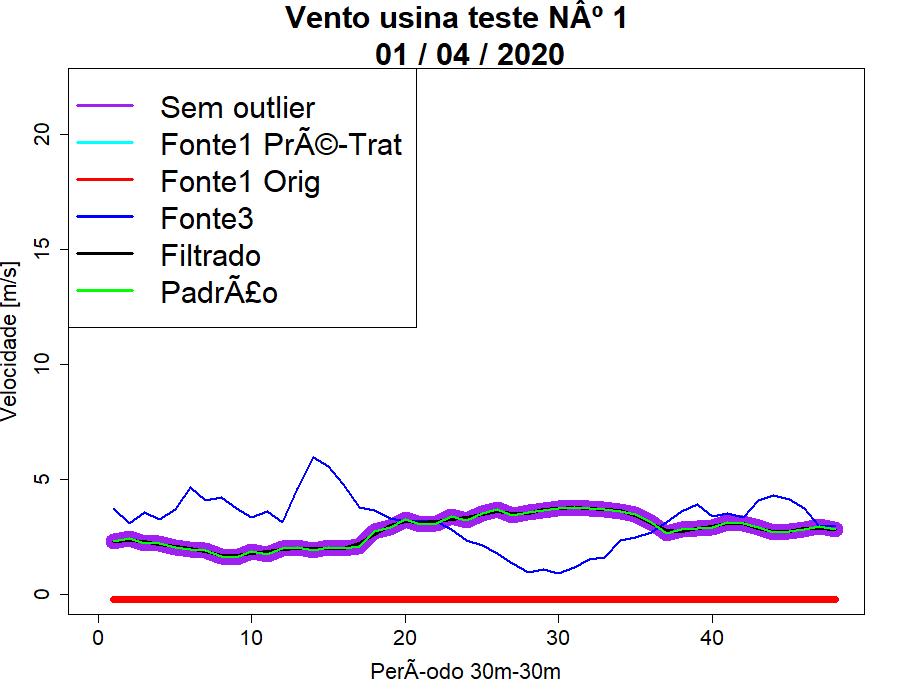 Vento usina teste NÂº 1
01 / 04 / 2020
Sem outlier
Fonte1 PrÃ©-Trat
Fonte1 Orig
Fonte3
Filtrado
PadrÃ£o
Velocidade [m/s]
20
15
10
5
0
0 10 20 30 40
PerÃ-odo 30m-30m